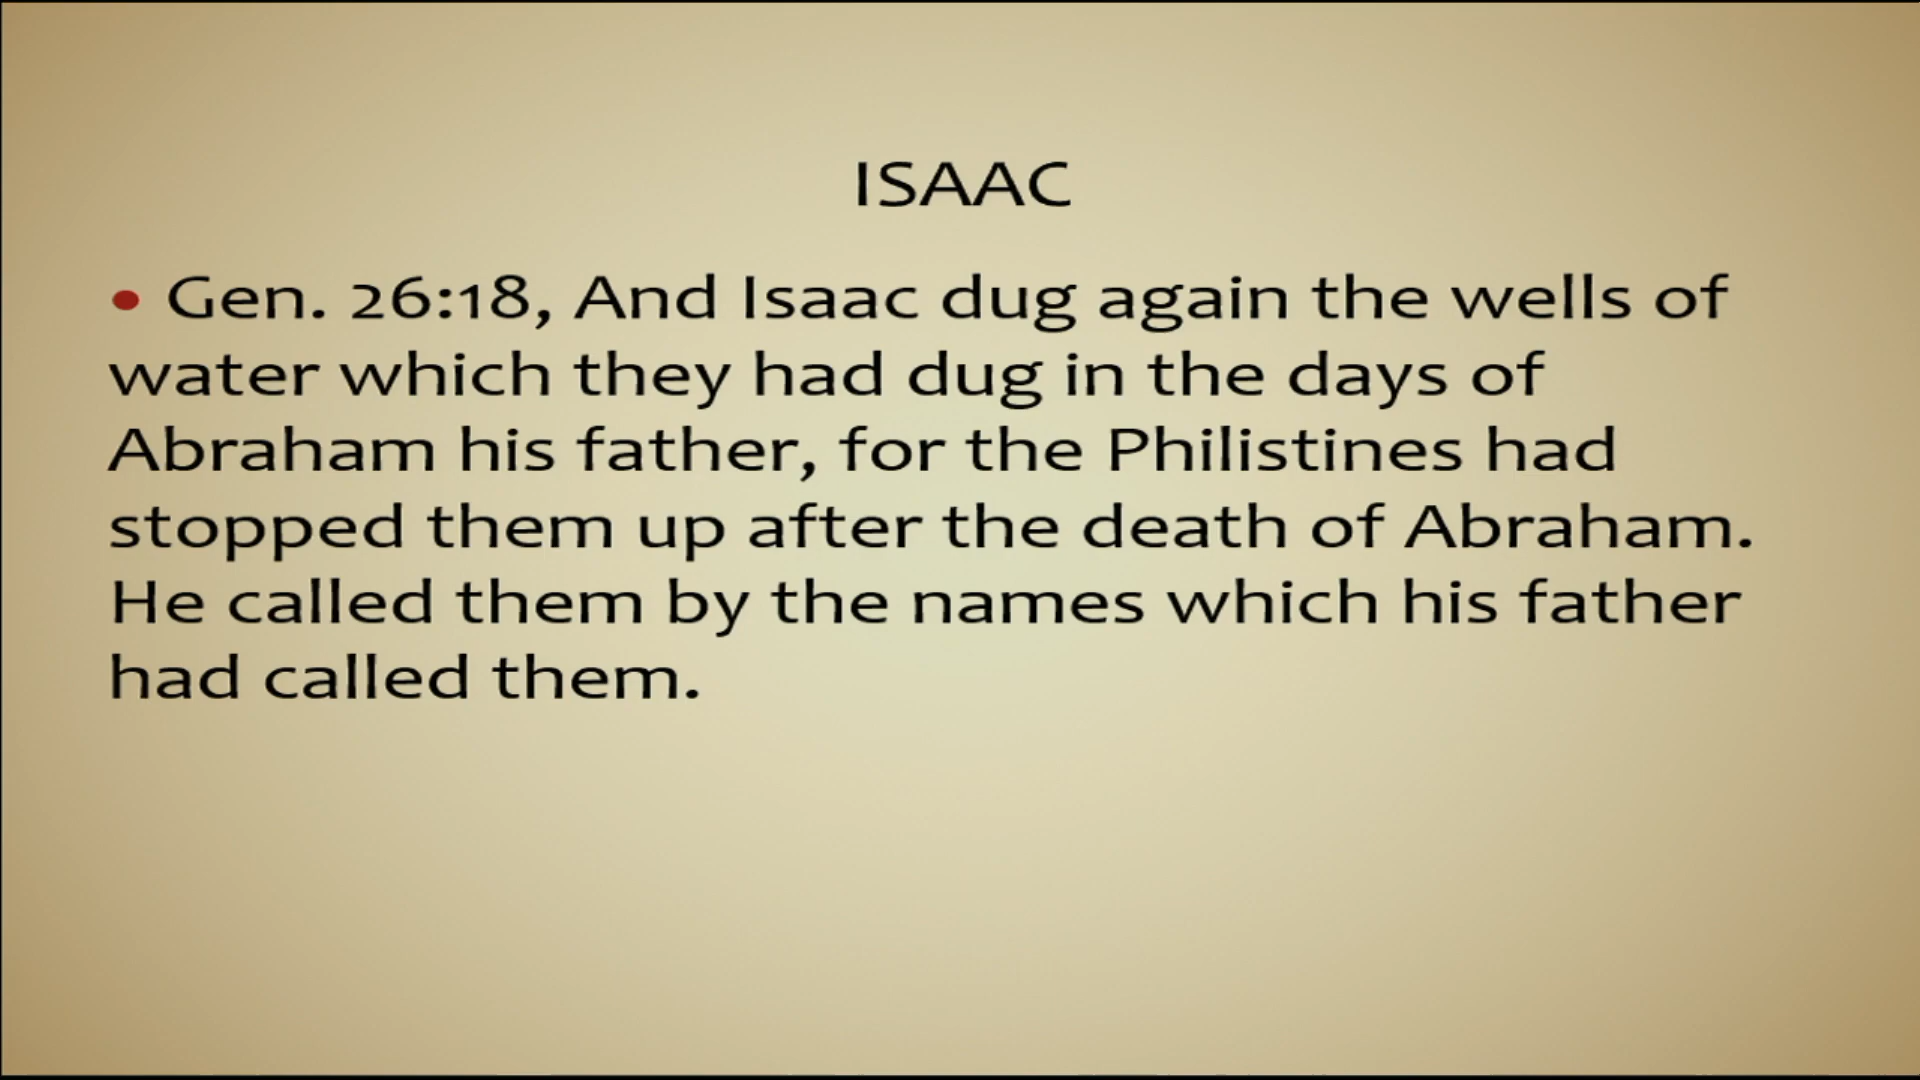 ISAAC
• Gen. 26:18, And Isaac dug again the wells of
water which they had dug in the days of
Abraham his father, for the Philistines had
stopped them up after the death of Abraham.
He called them by the names which his father
had called them.